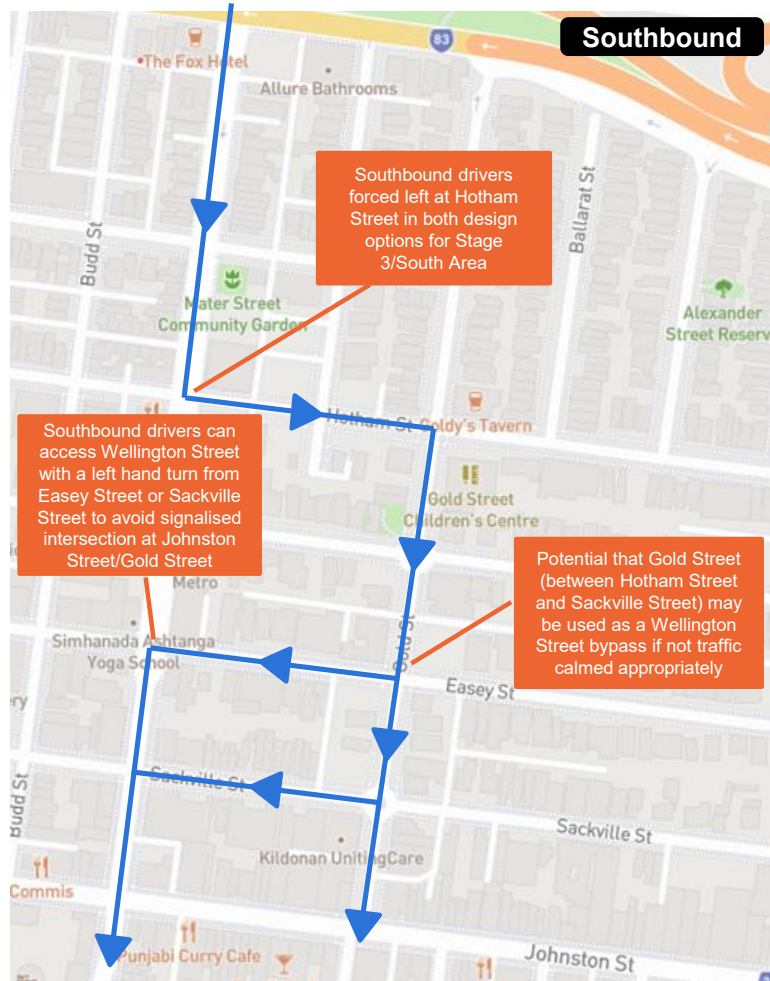 Southbound
83
The Fox Hotel
Allure Bathrooms
Southbound drivers
forced left at Hotham
Street in both design
options for Stage
3/South Area
Ballarat St
Budd St
Mater Street
Community Garden
Alexander
Street Reserv
Hotham St
Goldy's Tavern
Southbound drivers can
access Wellington Street
with a left hand turn from
Easey Street or Sackville
Street to avoid signalised
intersection at Johnston
Street/Gold Street
Gold Street
Children's Centre
Metro
Potential that Gold Street
(between Hotham Street
and Sackville Street) may
be used as a Wellington
Street bypass if not traffic
calmed appropriately
Simhanada Ashtanga
Yoga School
Gold St
Easey St
ery
Budd St
Sackville St
Sackville St
Kildonan UnitingCare
Commis
Punjabi Curry Cafe
Johnston St